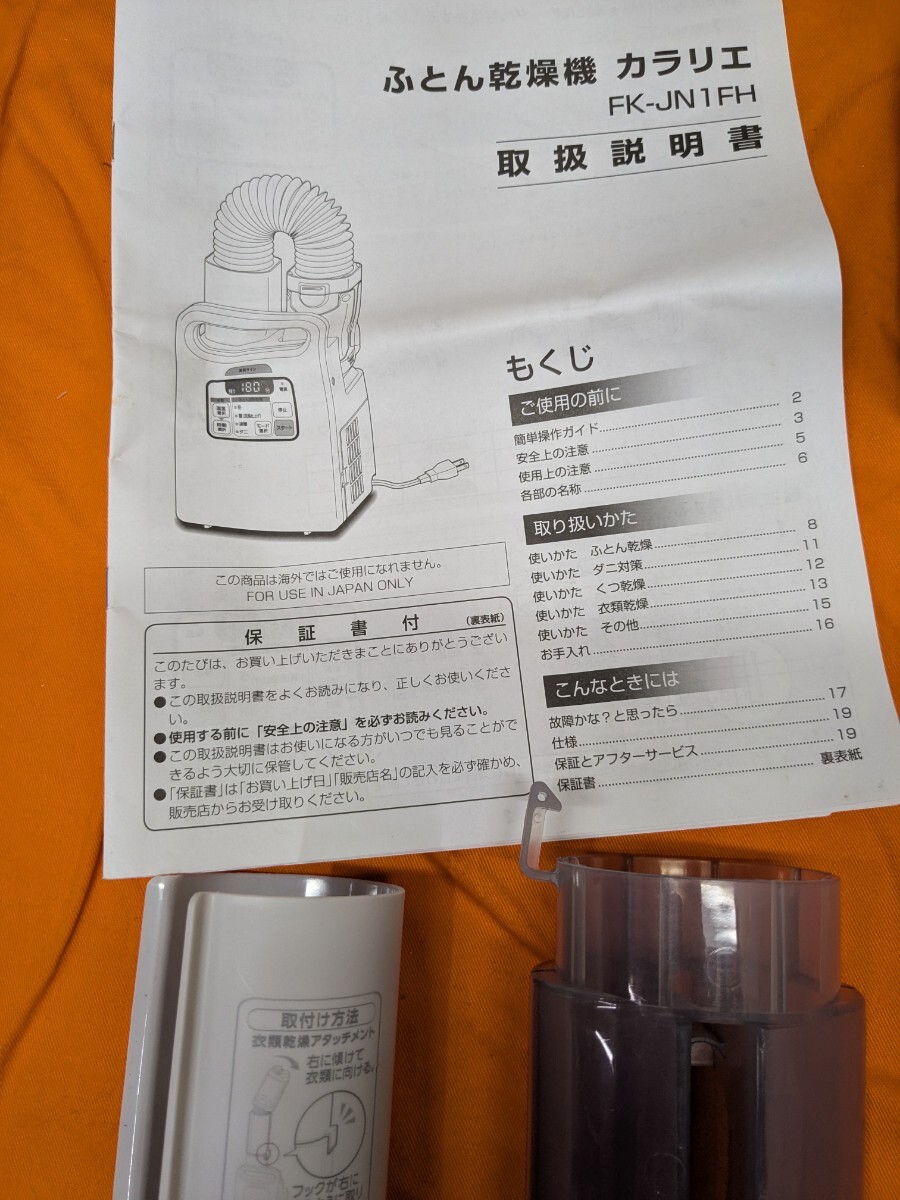 ふとん乾燥機 カラリエ
FK-JN1FH
取扱説明書
180
停止
スタート
ダニ
もくじ
ご使用の前に
簡単操作ガイド 2
安全上の注意 3
使用上の注意 5
各部の名称 6
取り扱いかた
使いかた ふとん乾燥 8
使いかた ダニ対策 11
使いかた くつ乾燥 12
使いかた 衣類乾燥 13
使いかた その他 15
お手入れ 16
こんなときには
故障かな?と思ったら 17
仕様 19
保証とアフターサービス 19
保証書 裏表紙
この商品は海外ではご使用になれません。
FOR USE IN JAPAN ONLY
保証書付 (裏表紙)
このたびは、お買い上げいただきまことにありがとうござい
ます。
●この取扱説明書をよくお読みになり、正しくお使いくださ
い。
●使用する前に「安全上の注意」を必ずお読みください。
●この取扱説明書はお使いになる方がいつでも見ることがで
きるよう大切に保管してください。
●「保証書」は「お買い上げ日」「販売店名」の記入を必ず確かめ、
販売店からお受け取りください。
取付け方法
衣類乾燥アタッチメント
右に傾けて
衣類に向ける。
フックが右に